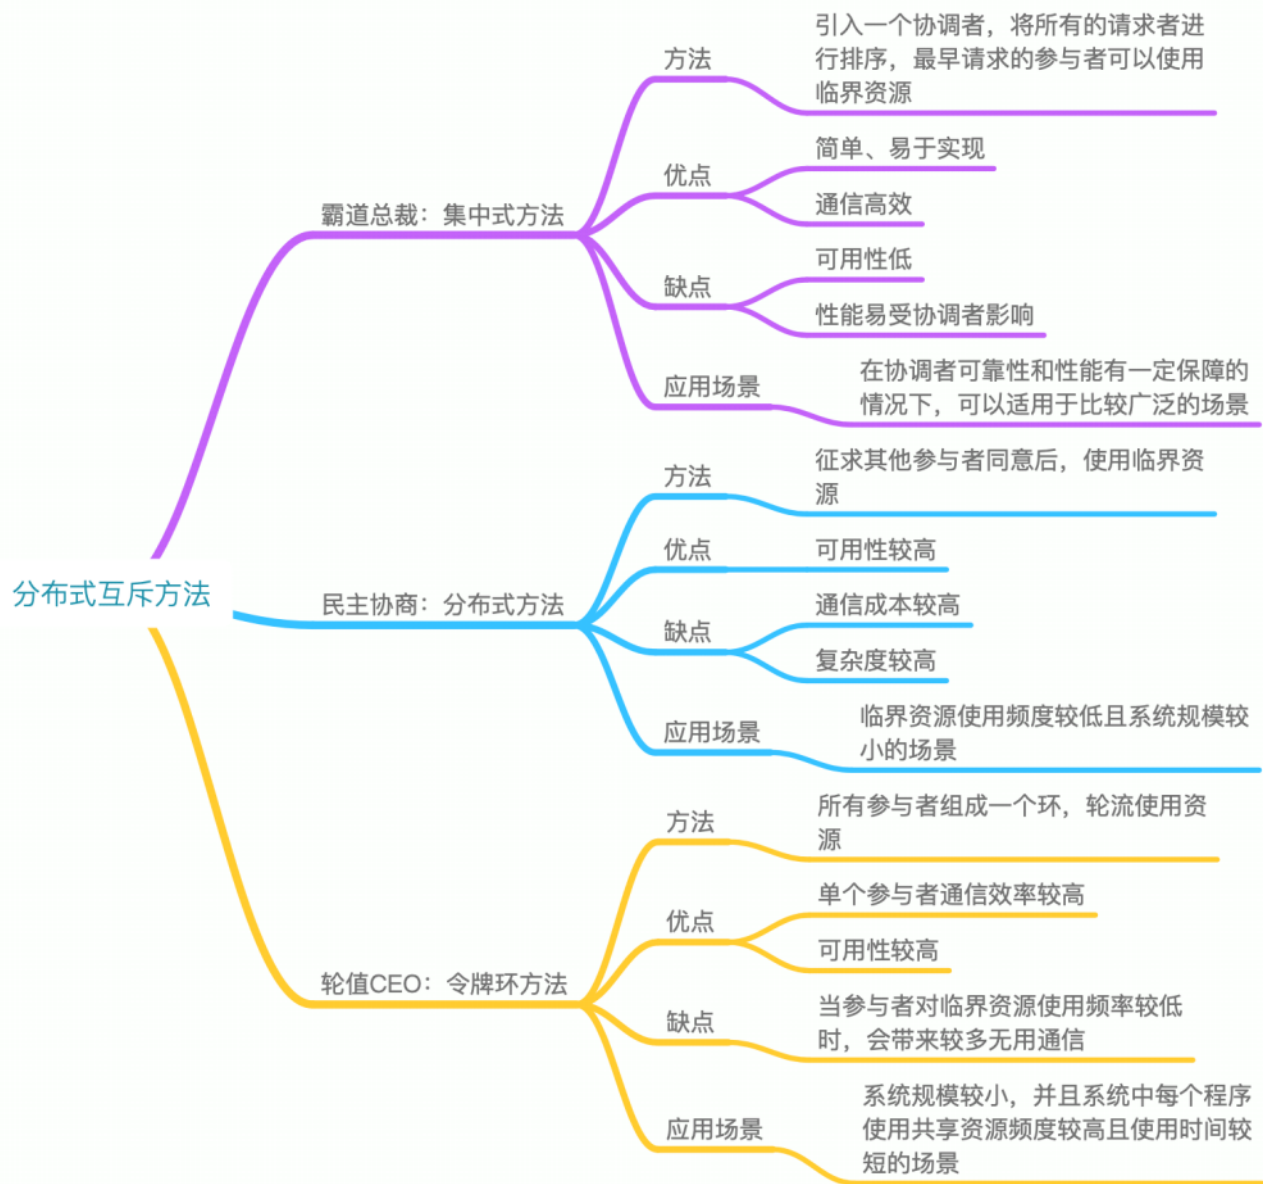 分布式互斥方法
霸道总裁：集中式方法
方法
引入一个协调者，将所有的请求者进
行排序，最早请求的参与者可以使用
临界资源
优点
简单、易于实现
通信高效
缺点
可用性低
性能易受协调者影响
应用场景
在协调者可靠性和性能有一定保障的
情况下，可以适用于比较广泛的场景
民主协商：分布式方法
方法
征求其他参与者同意后，使用临界资
源
优点
可用性较高
缺点
通信成本较高
复杂度较高
应用场景
临界资源使用频度较低且系统规模较
小的场景
轮值CEO：令牌环方法
方法
所有参与者组成一个环，轮流使用资
源
优点
单个参与者通信效率较高
可用性较高
缺点
当参与者对临界资源使用频率较低
时，会带来较多无用通信
应用场景
系统规模较小，并且系统中每个程序
使用共享资源频度较高且使用时间较
短的场景